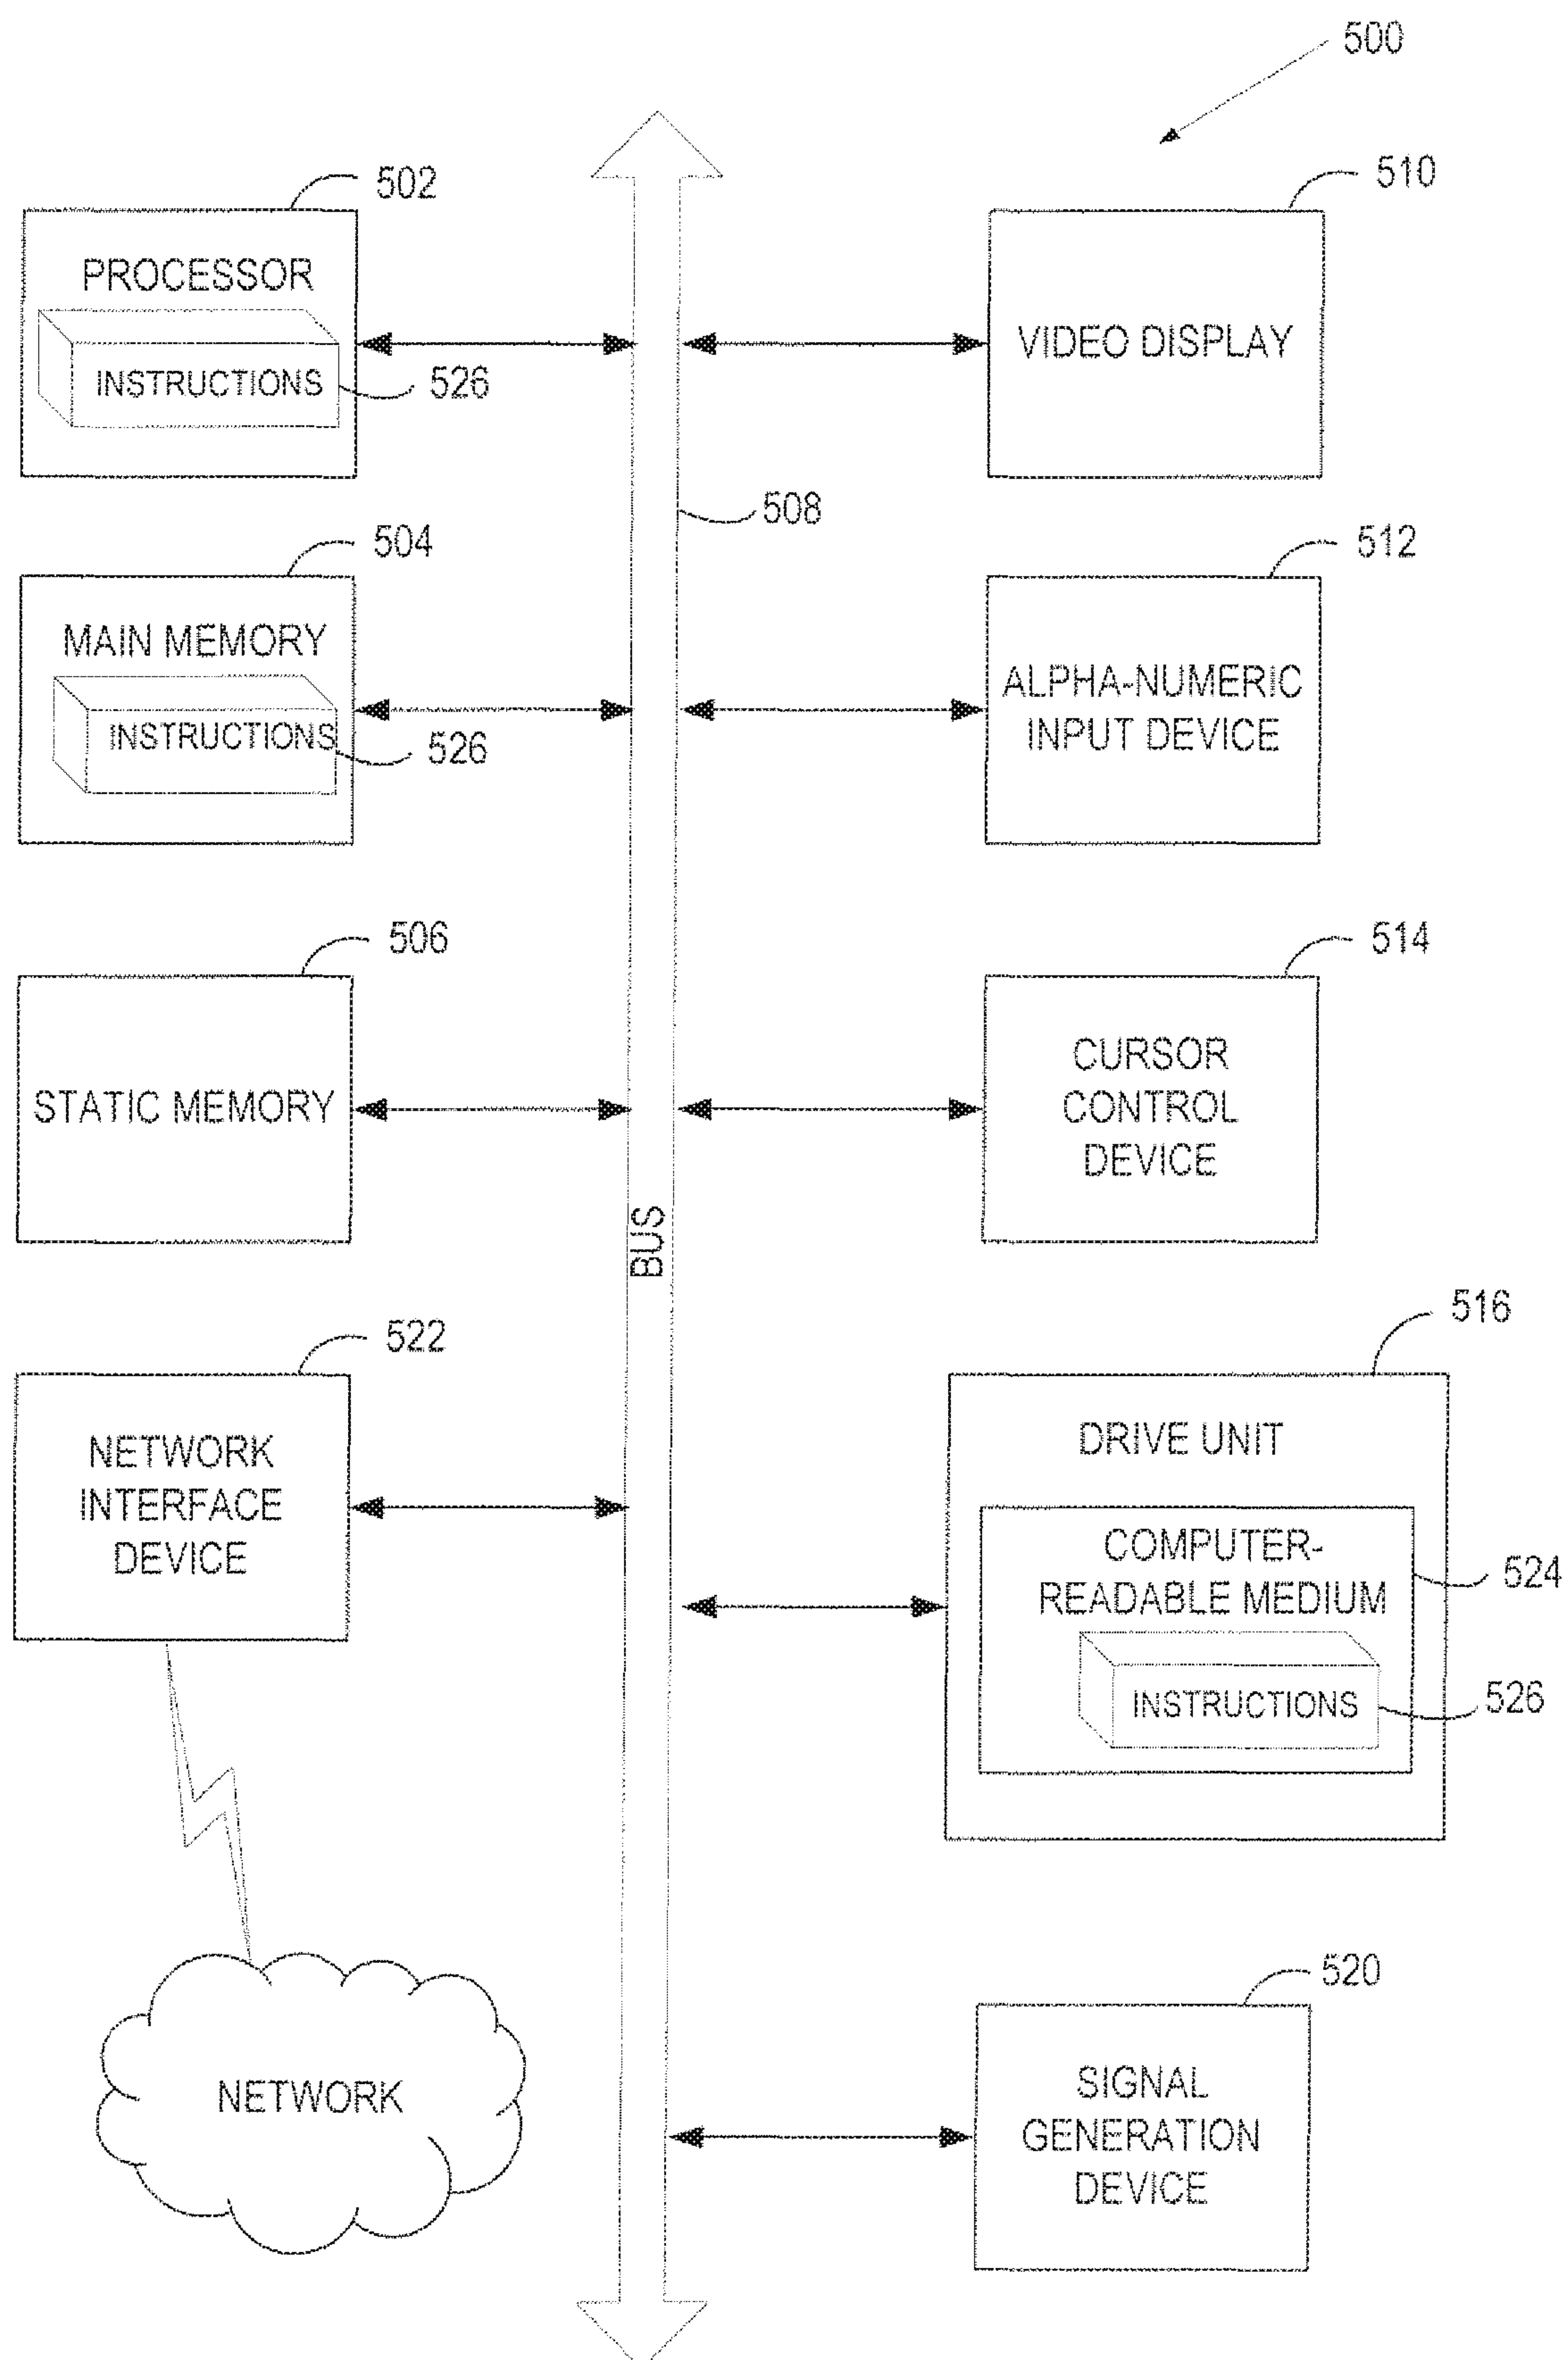 500
502
PROCESSOR
INSTRUCTIONS
526
510
VIDEO DISPLAY
508
504
MAIN MEMORY
INSTRUCTIONS
526
512
ALPHA-NUMERIC
INPUT DEVICE
506
STATIC MEMORY
514
CURSOR
CONTROL
DEVICE
BUS
522
NETWORK
INTERFACE
DEVICE
516
DRIVE UNIT
COMPUTER-
READABLE MEDIUM
524
INSTRUCTIONS
526
NETWORK
520
SIGNAL
GENERATION
DEVICE